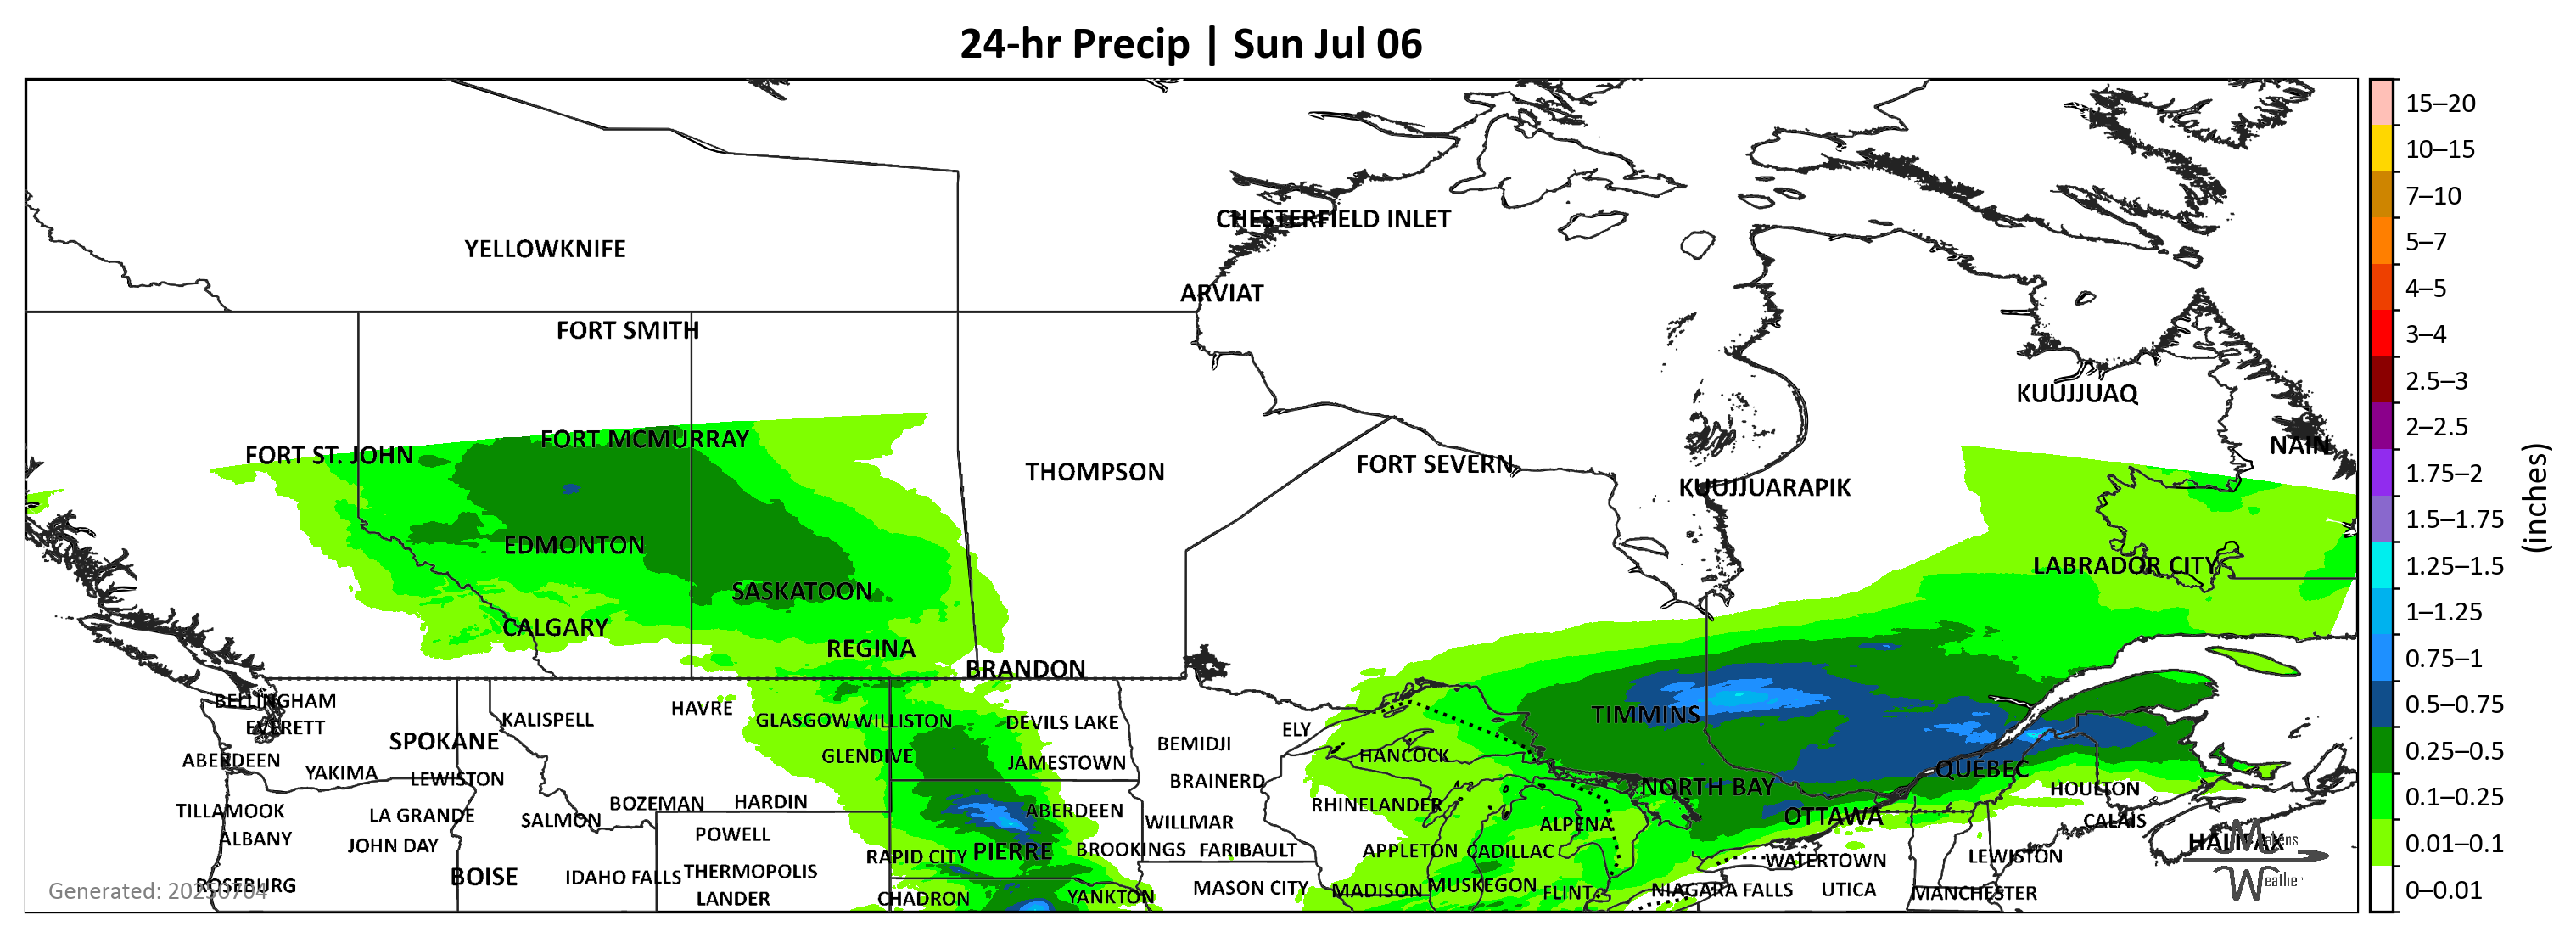 24-hr Precip | Sun Jul 06
15–20
10–15
7–10
5–7
4–5
3–4
2.5–3
2–2.5
1.75–2
1.5–1.75
1.25–1.5
1–1.25
0.75–1
0.5–0.75
0.25–0.5
0.1–0.25
0.01–0.1
0–0.01
(inches)
CHESTERFIELD INLET
YELLOWKNIFE
ARVIAT
FORT SMITH
KUUJJUAQ
FORT MCMURRAY
NAIN
FORT ST. JOHN
FORT SEVERN
THOMPSON
KUUJJUARAPIK
EDMONTON
LABRADOR CITY
SASKATOON
CALGARY
REGINA
BRANDON
BELLINGHAM
HAVRE
TIMMINS
KALISPELL
GLASGOW WILLISTON
DEVILS LAKE
EVERETT
ELY
SPOKANE
BEMIDJI
GLENDIVE
HANCOCK
ABERDEEN
JAMESTOWN
QUÉBEC
YAKIMA
LEWISTON
BRAINERD
NORTH BAY
HOULTON
BOZEMAN
HARDIN
RHINELANDER
TILLAMOOK
LA GRANDE
SALMON
ABERDEEN
WILLMAR
ALPENA
OTTAWA
CALAIS
ALBANY
JOHN DAY
POWELL
HALIFAX
RAPID CITY
PIERRE
BROOKINGS
FARIBAULT
APPLETON
CADILLAC
WATERTOWN
LEWISTON
BOISE
IDAHO FALLS
THERMOPOLIS
ROSEBURG
MASON CITY
MADISON
MUSKEGON
FLINT
NIAGARA FALLS
UTICA
MANCHESTER
LANDER
CHADRON
YANKTON
Generated: 20250704
Mavens
Weather